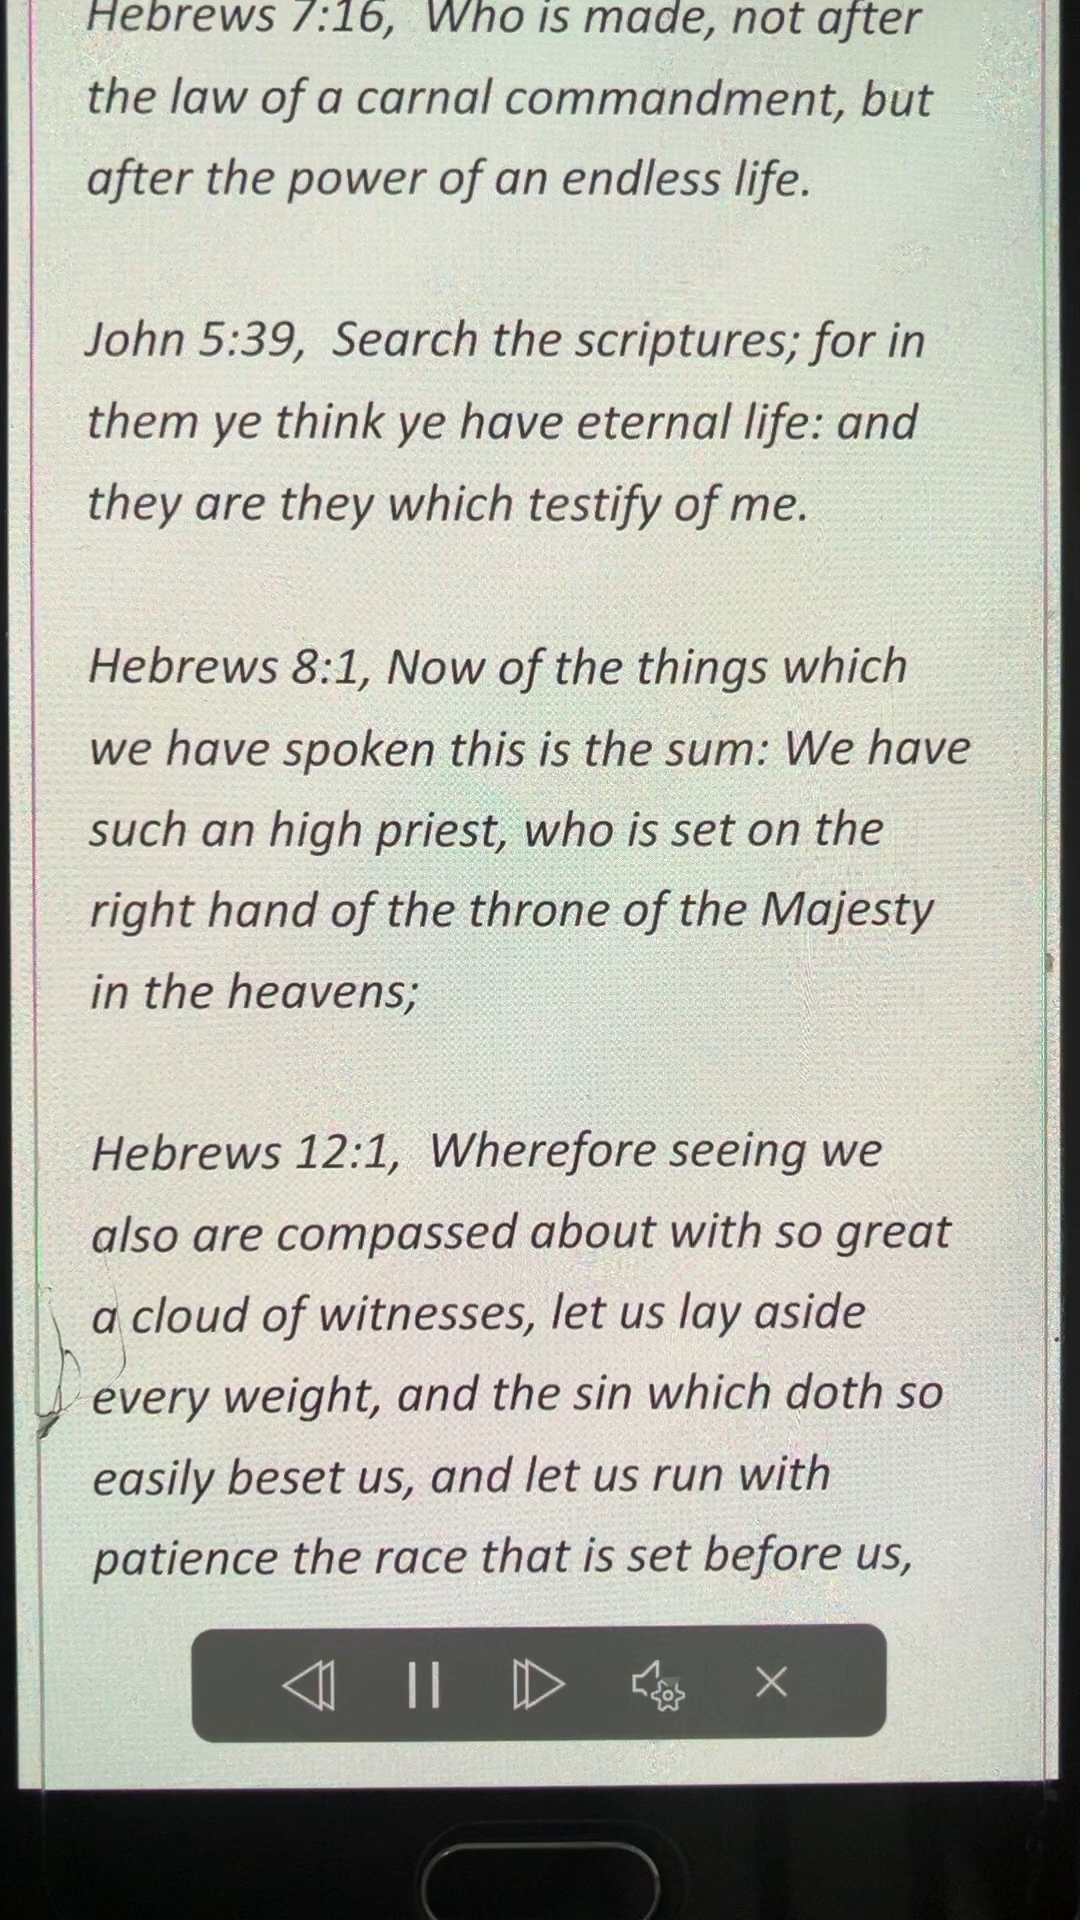 Hebrews 7:16,  Who is made, not after
the law of a carnal commandment, but
after the power of an endless life.
John 5:39,  Search the scriptures; for in
them ye think ye have eternal life: and
they are they which testify of me.
Hebrews 8:1, Now of the things which
we have spoken this is the sum: We have
such an high priest, who is set on the
right hand of the throne of the Majesty
in the heavens;
Hebrews 12:1,  Wherefore seeing we
also are compassed about with so great
a cloud of witnesses, let us lay aside
every weight, and the sin which doth so
easily beset us, and let us run with
patience the race that is set before us,